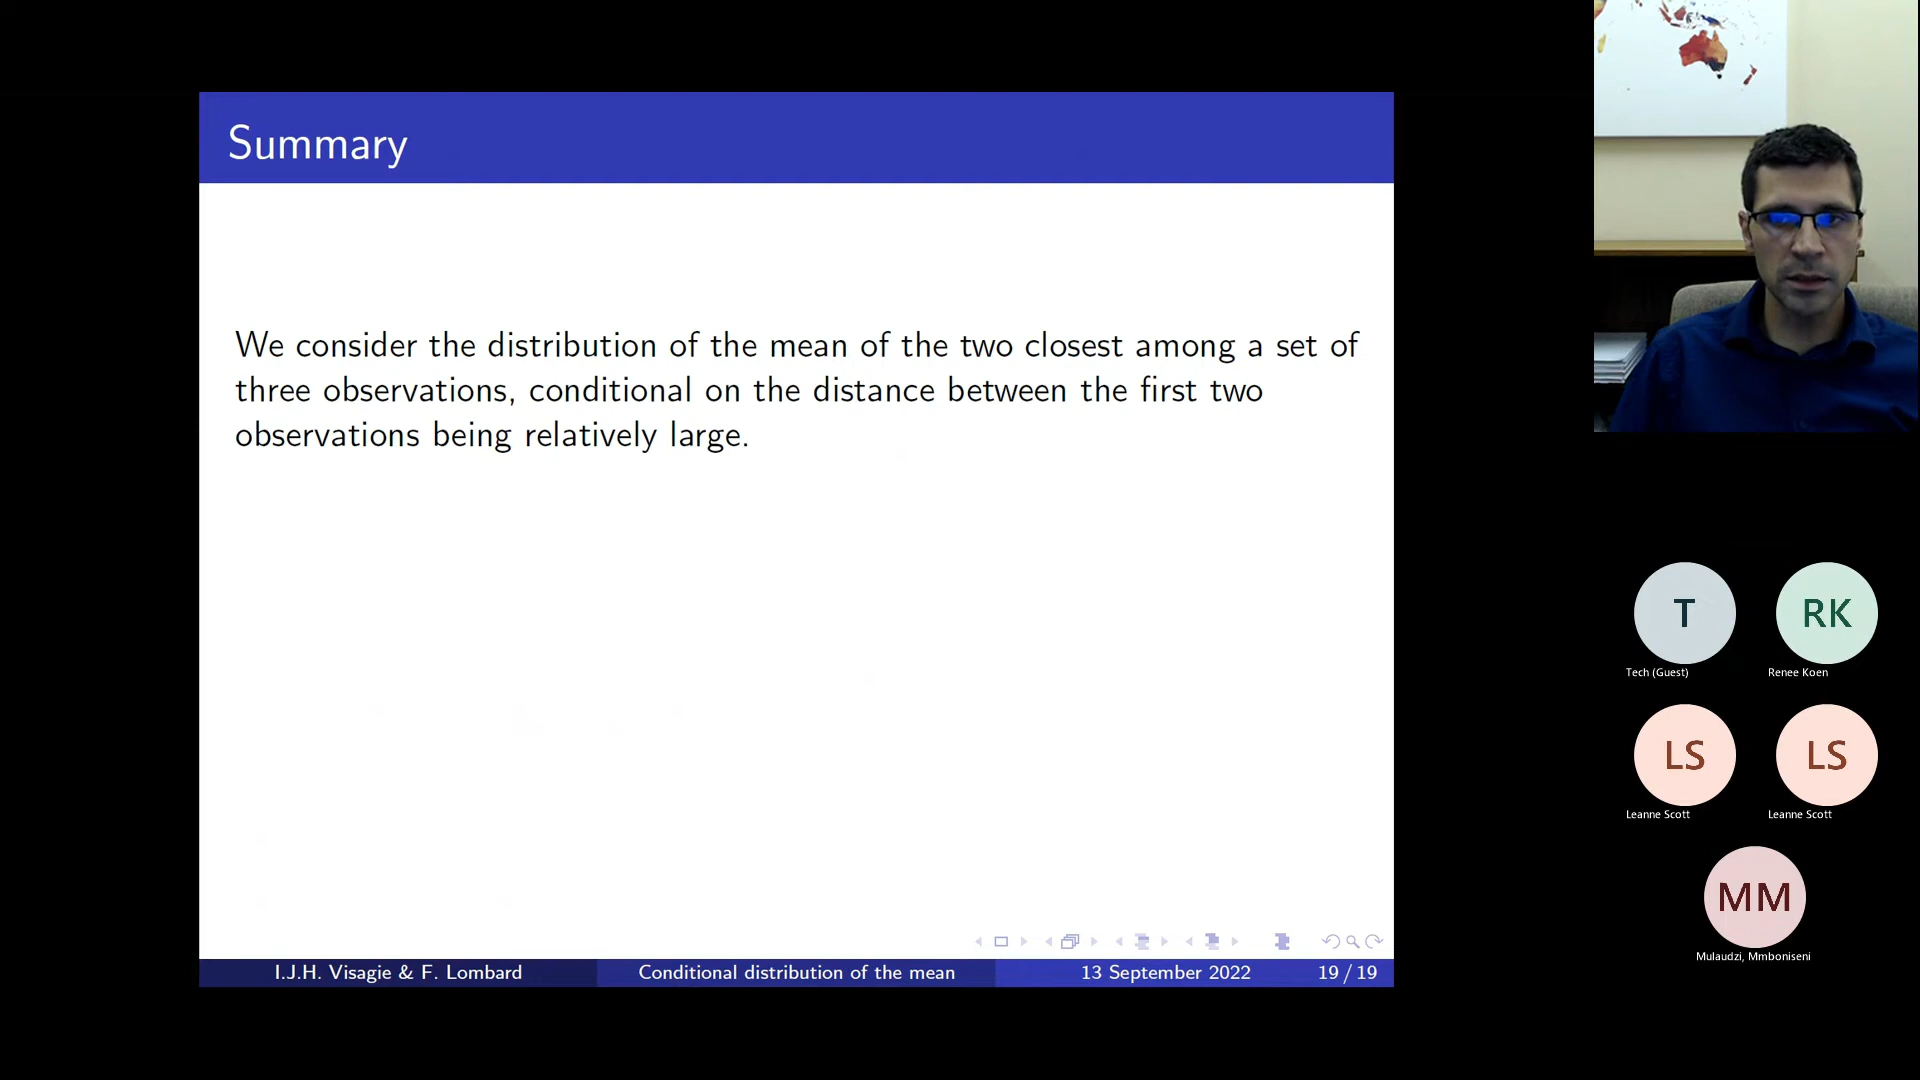 Summary
We consider the distribution of the mean of the two closest among a set of
three observations, conditional on the distance between the first two
observations being relatively large.
I.J.H. Visagie & F. Lombard
Conditional distribution of the mean
13 September 2022
19 / 19
T
Tech (Guest)
RK
Renee Koen
LS
Leanne Scott
LS
Leanne Scott
MM
Mulaudzi, Mmboniseni